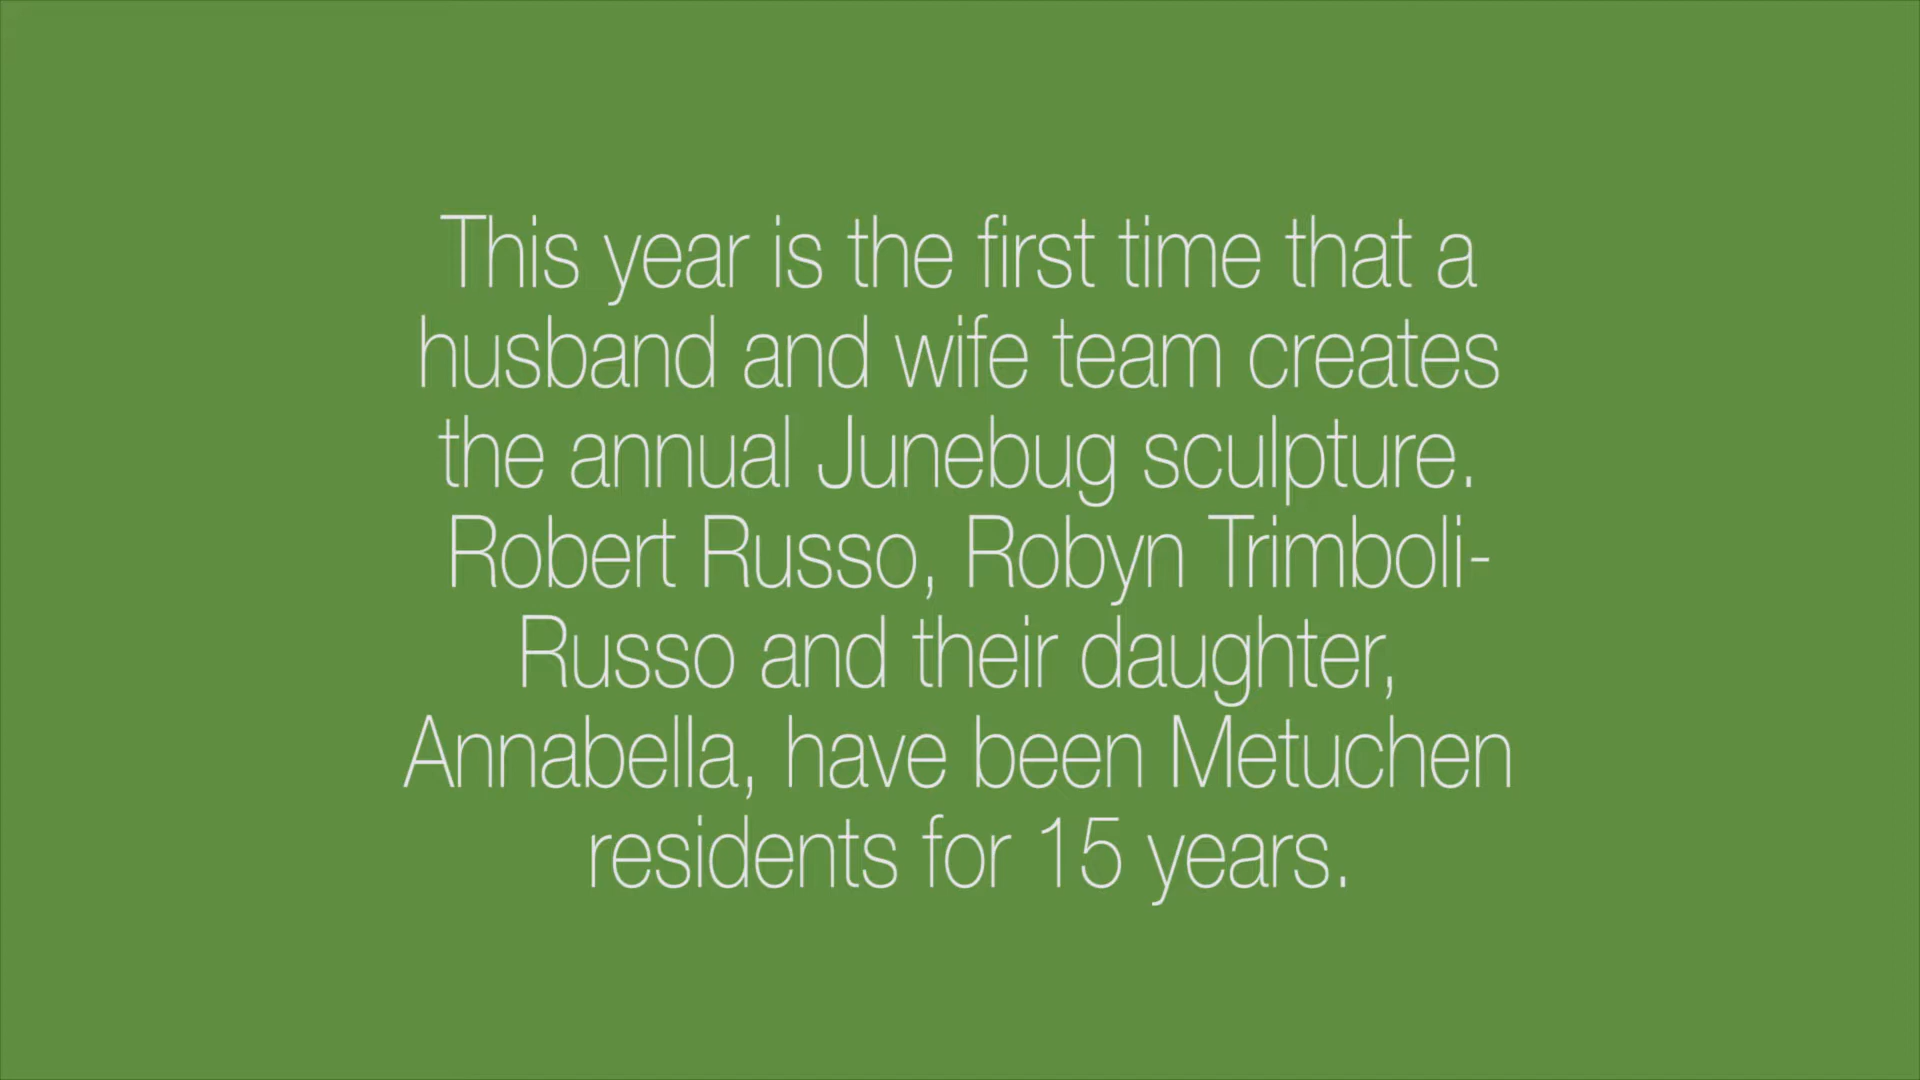 This year is the first time that a
husband and wife team creates
the annual Junebug sculpture.
Robert Russo, Robyn Trimboli-
Russo and their daughter,
Annabella, have been Metuchen
residents for 15 years.